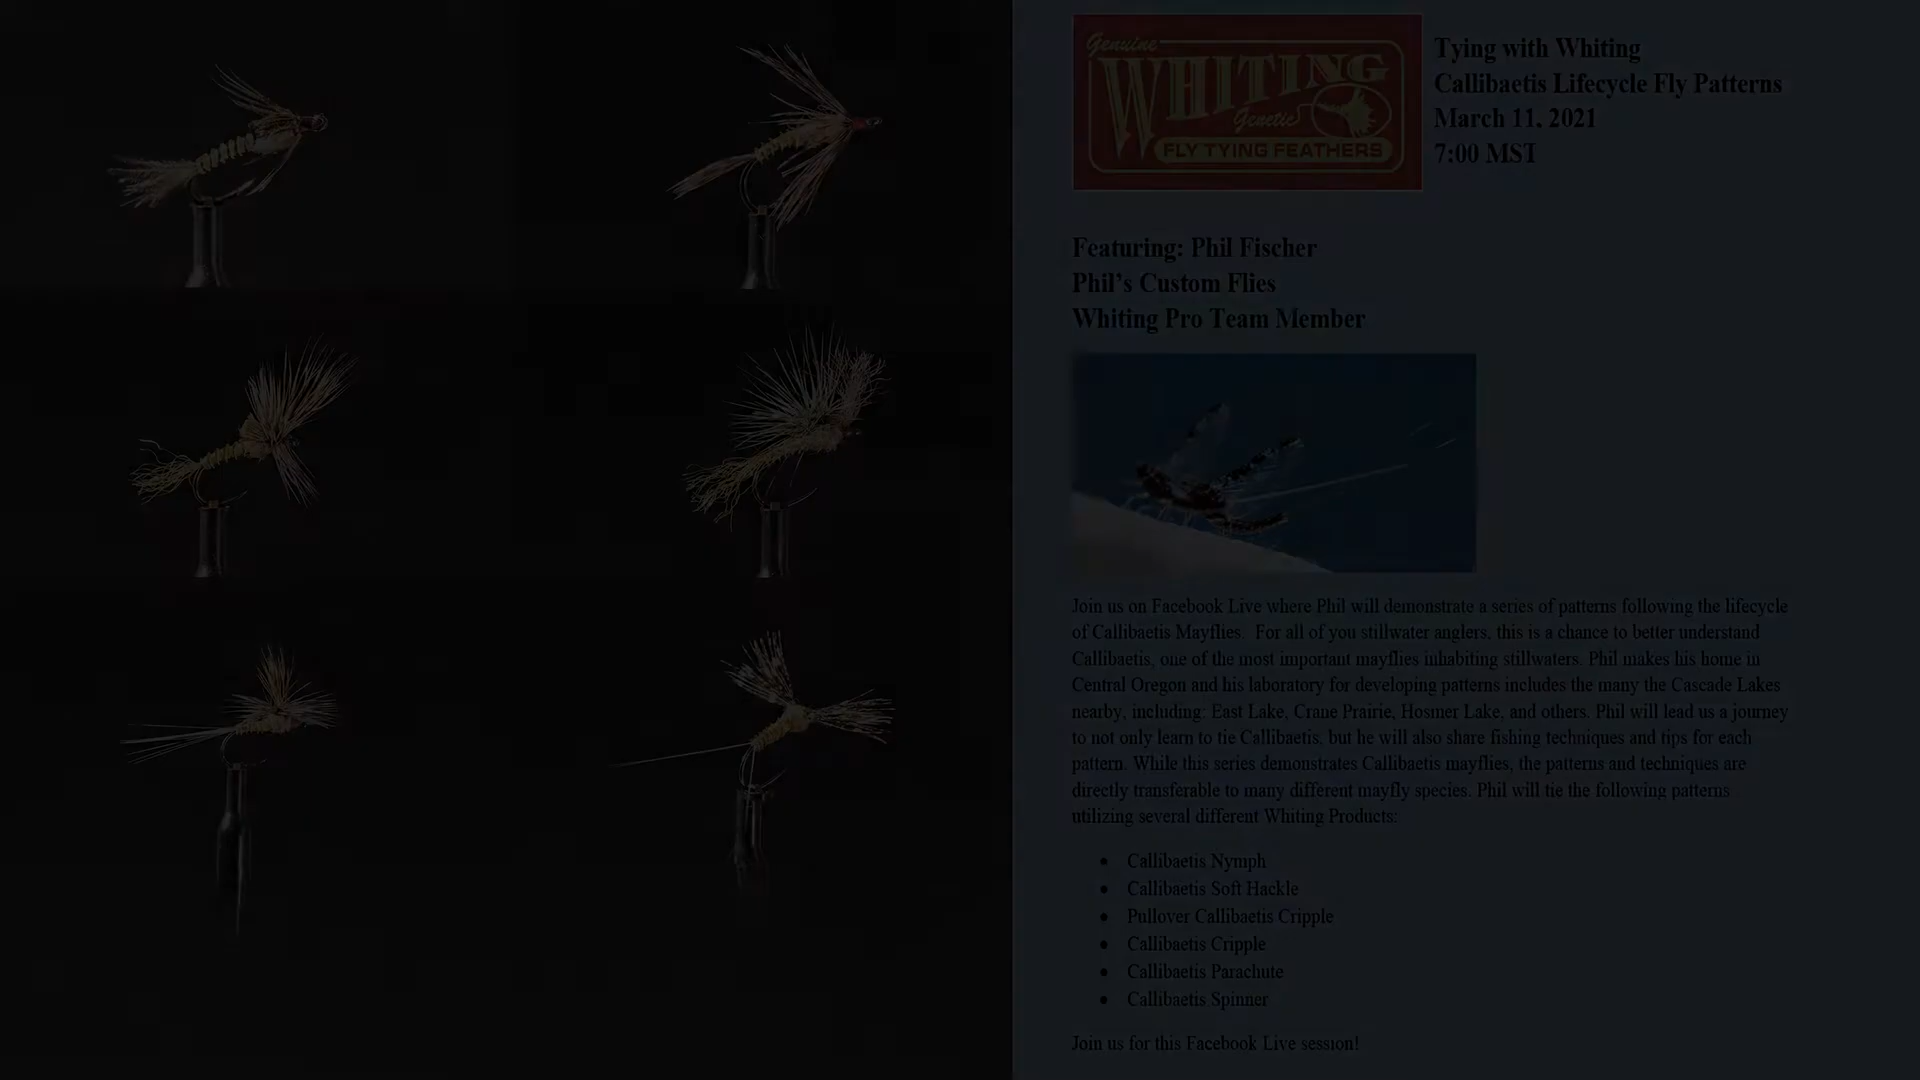 Genuine
WHITING
Genetic
FLY TYING FEATHERS
Tying with Whiting
Callibaetis Lifecycle Fly Patterns
March 11, 2021
7:00 MST
Featuring: Phil Fischer
Phil's Custom Flies
Whiting Pro Team Member
Join us on Facebook Live where Phil will demonstrate a series of patterns following the lifecycle
of Callibaetis Mayflies.  For all of you stillwater anglers, this is a chance to better understand
Callibaetis, one of the most important mayflies inhabiting stillwaters. Phil makes his home in
Central Oregon and his laboratory for developing patterns includes the many the Cascade Lakes
nearby, including: East Lake, Crane Prairie, Hosmer Lake, and others. Phil will lead us a journey
to not only learn to tie Callibaetis, but he will also share fishing techniques and tips for each
pattern. While this series demonstrates Callibaetis mayflies, the patterns and techniques are
directly transferable to many different mayfly species. Phil will tie the following patterns
utilizing several different Whiting Products:
• Callibaetis Nymph
• Callibaetis Soft Hackle
• Pullover Callibaetis Cripple
• Callibaetis Cripple
• Callibaetis Parachute
• Callibaetis Spinner
Join us for this Facebook Live session!